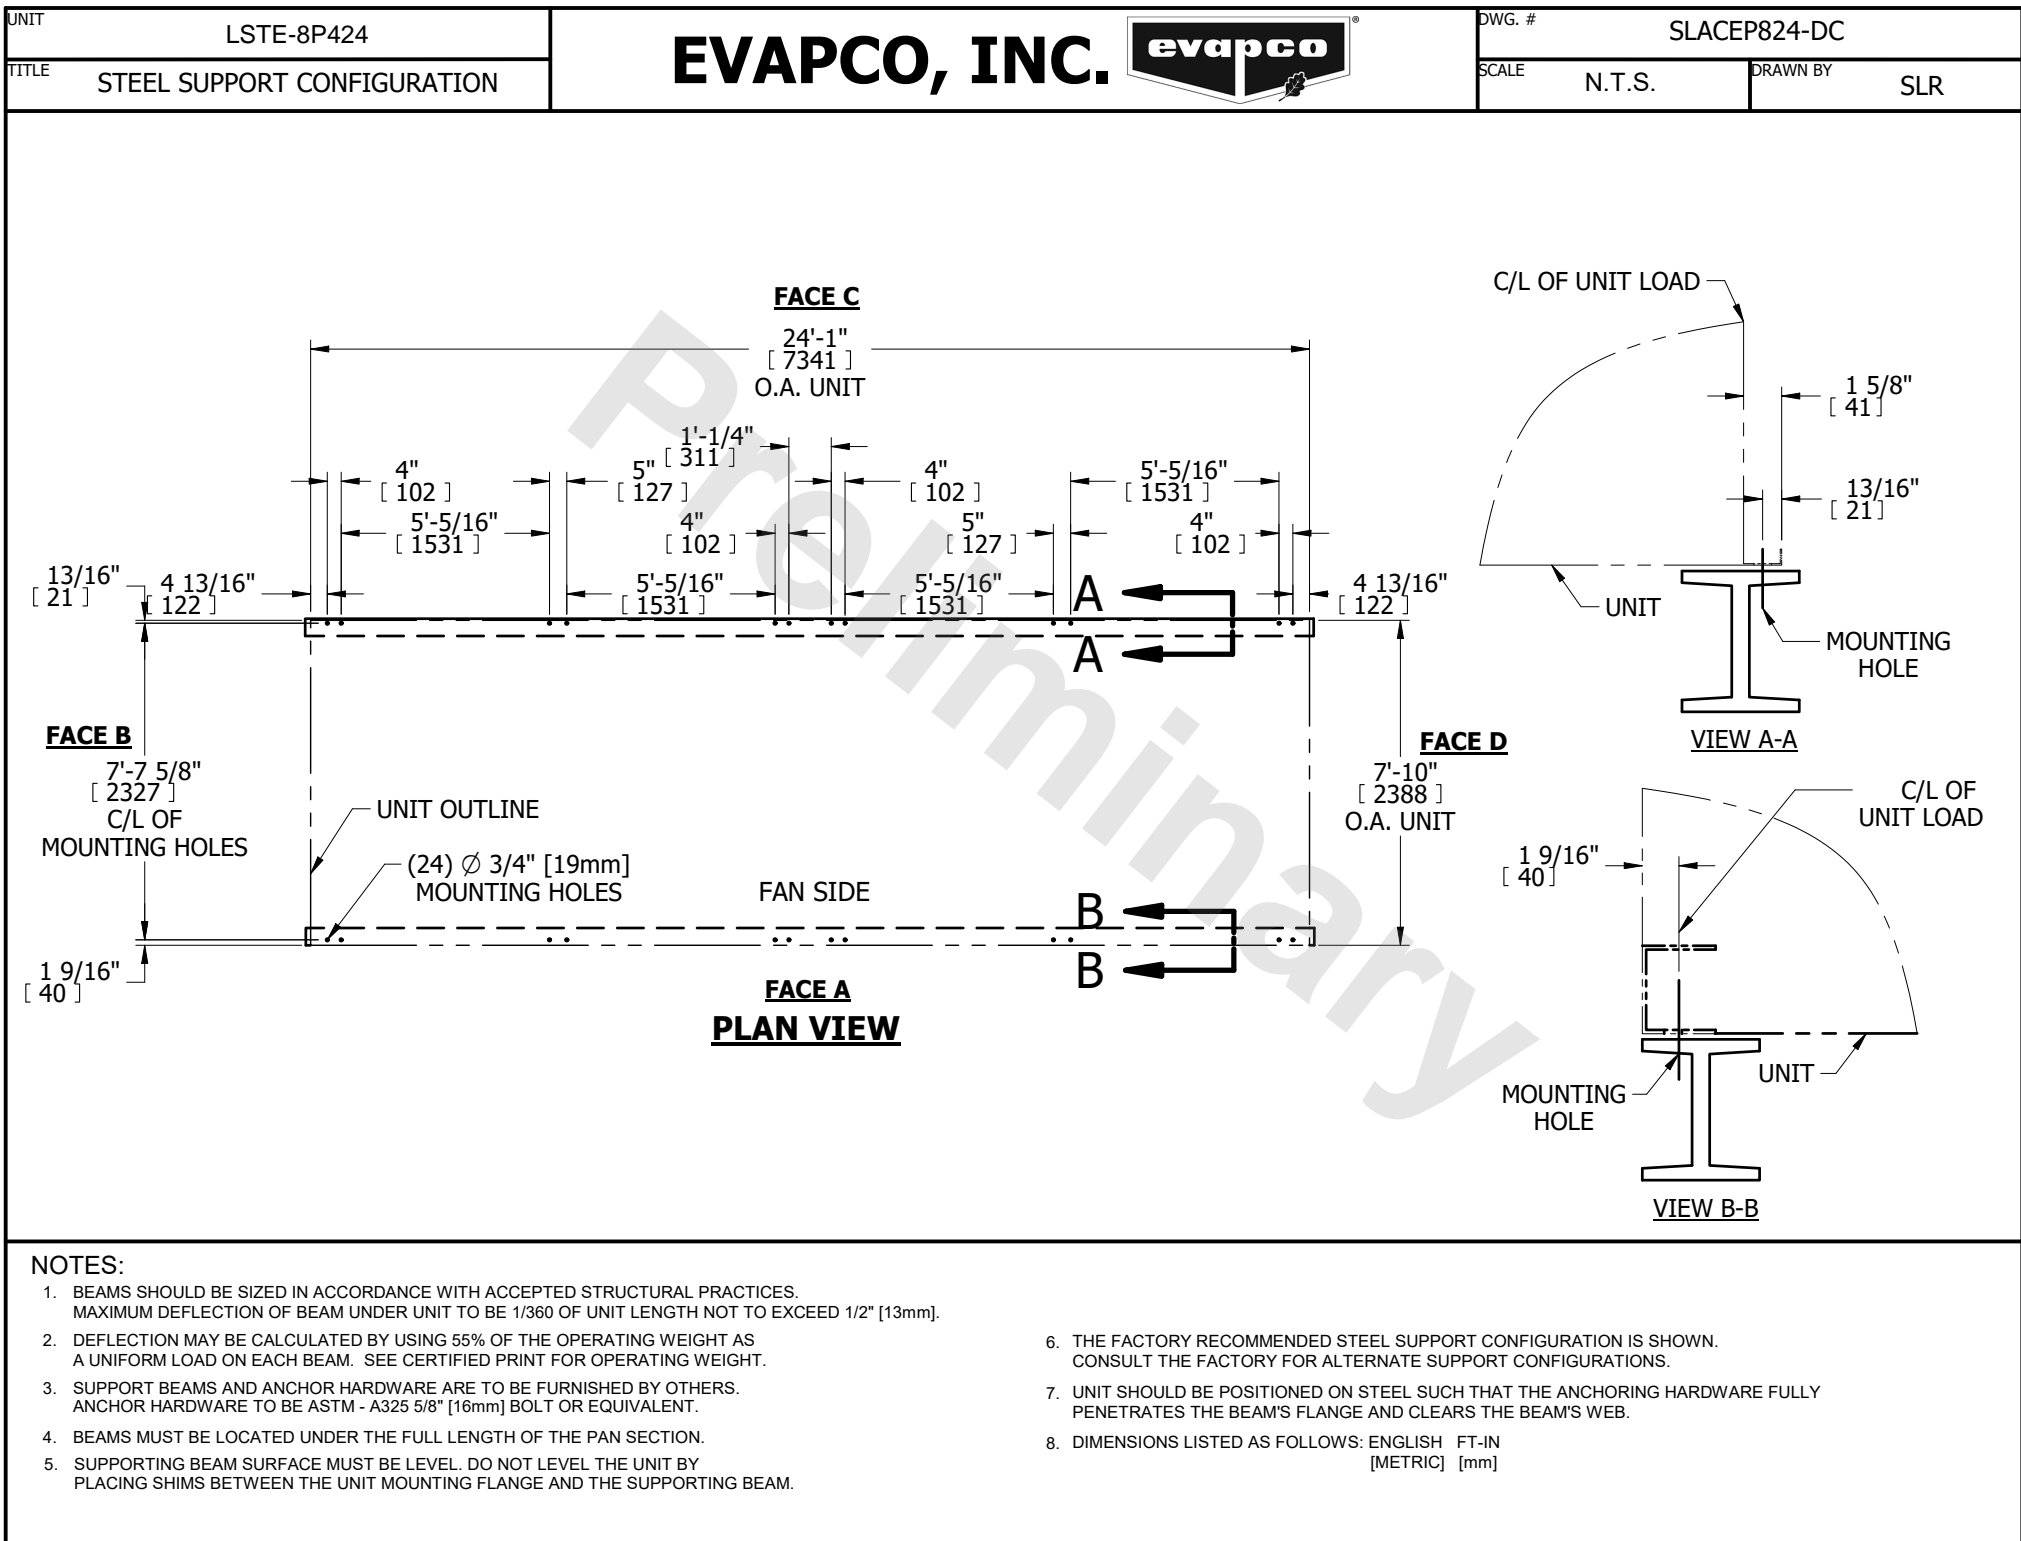 UNIT
LSTE-8P424
TITLE
STEEL SUPPORT CONFIGURATION
EVAPCO, INC.
evapco
®
DWG. #
SLACEP824-DC
SCALE
N.T.S.
DRAWN BY
SLR
Preliminary
FACE C
24'-1"
[ 7341 ]
O.A. UNIT
1'-1/4"
[ 311 ]
4"
[ 102 ]
5"
[ 127 ]
4"
[ 102 ]
5'-5/16"
[ 1531 ]
5'-5/16"
[ 1531 ]
4"
[ 102 ]
5"
[ 127 ]
4"
[ 102 ]
13/16"
[ 21 ]
4 13/16"
[ 122 ]
5'-5/16"
[ 1531 ]
5'-5/16"
[ 1531 ]
4 13/16"
[ 122 ]
A
A
FACE B
7'-7 5/8"
[ 2327 ]
C/L OF
MOUNTING HOLES
UNIT OUTLINE
(24) Ø 3/4" [19mm]
MOUNTING HOLES
FAN SIDE
FACE D
7'-10"
[ 2388 ]
O.A. UNIT
B
B
1 9/16"
[ 40 ]
FACE A
PLAN VIEW
C/L OF UNIT LOAD
1 5/8"
[ 41 ]
13/16"
[ 21 ]
UNIT
MOUNTING
HOLE
VIEW A-A
C/L OF
UNIT LOAD
1 9/16"
[ 40 ]
UNIT
MOUNTING
HOLE
VIEW B-B
NOTES:
1. BEAMS SHOULD BE SIZED IN ACCORDANCE WITH ACCEPTED STRUCTURAL PRACTICES.
MAXIMUM DEFLECTION OF BEAM UNDER UNIT TO BE 1/360 OF UNIT LENGTH NOT TO EXCEED 1/2" [13mm].
2. DEFLECTION MAY BE CALCULATED BY USING 55% OF THE OPERATING WEIGHT AS
A UNIFORM LOAD ON EACH BEAM. SEE CERTIFIED PRINT FOR OPERATING WEIGHT.
3. SUPPORT BEAMS AND ANCHOR HARDWARE ARE TO BE FURNISHED BY OTHERS.
ANCHOR HARDWARE TO BE ASTM - A325 5/8" [16mm] BOLT OR EQUIVALENT.
4. BEAMS MUST BE LOCATED UNDER THE FULL LENGTH OF THE PAN SECTION.
5. SUPPORTING BEAM SURFACE MUST BE LEVEL. DO NOT LEVEL THE UNIT BY
PLACING SHIMS BETWEEN THE UNIT MOUNTING FLANGE AND THE SUPPORTING BEAM.
6. THE FACTORY RECOMMENDED STEEL SUPPORT CONFIGURATION IS SHOWN.
CONSULT THE FACTORY FOR ALTERNATE SUPPORT CONFIGURATIONS.
7. UNIT SHOULD BE POSITIONED ON STEEL SUCH THAT THE ANCHORING HARDWARE FULLY
PENETRATES THE BEAM'S FLANGE AND CLEARS THE BEAM'S WEB.
8. DIMENSIONS LISTED AS FOLLOWS: ENGLISH FT-IN
[METRIC] [mm]